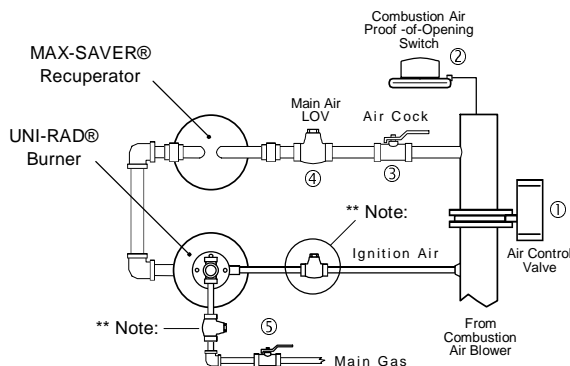 Combustion Air
Proof -of-Opening
Switch
②
MAX-SAVER®
Recuperator
Main Air
LOV
Air Cock
UNI-RAD®
Burner
④
③
** Note:
①
Ignition Air
Air Control
Valve
** Note:
⑤
From
Combustion
Air Blower
Main Gas